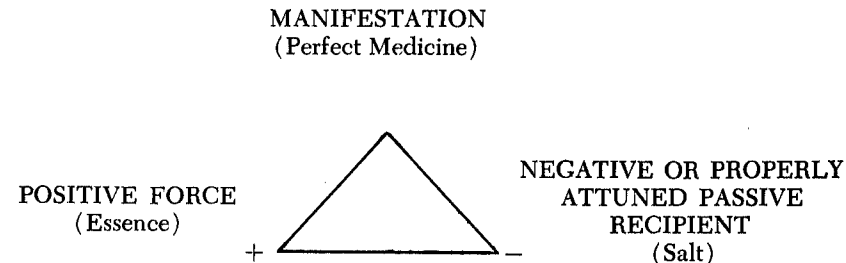 MANIFESTATION
(Perfect Medicine)
POSITIVE FORCE
(Essence)
+
NEGATIVE OR PROPERLY
ATTUNED PASSIVE
RECIPIENT
(Salt)
−